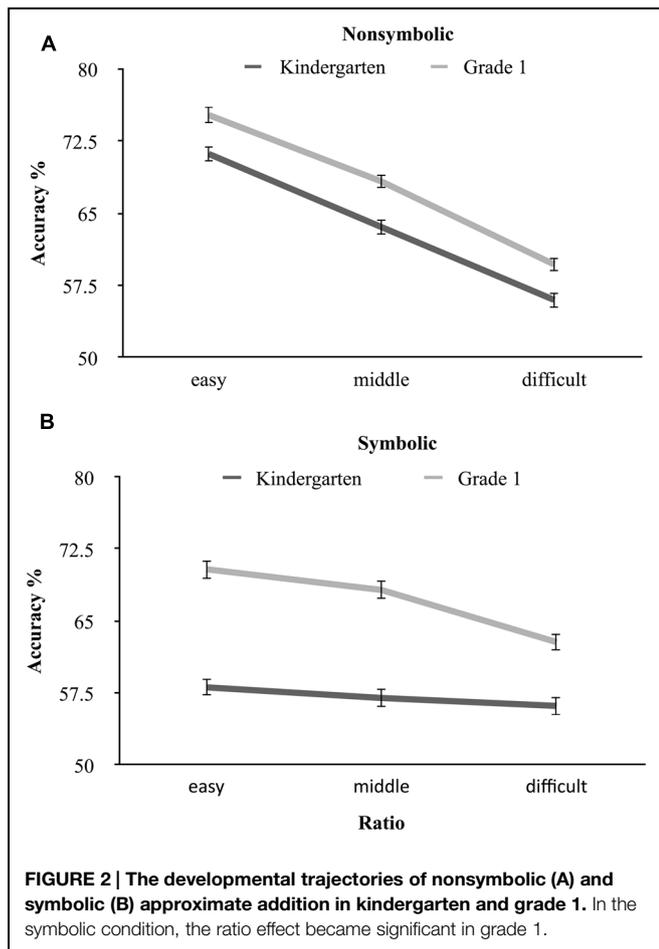 A
Nonsymbolic
Kindergarten Grade 1
80
72.5
65
57.5
50
Accuracy %
easy middle difficult
B
Symbolic
Kindergarten Grade 1
80
72.5
65
57.5
50
Accuracy %
easy middle difficult
Ratio
FIGURE 2 | The developmental trajectories of nonsymbolic (A) and
symbolic (B) approximate addition in kindergarten and grade 1. In the
symbolic condition, the ratio effect became significant in grade 1.